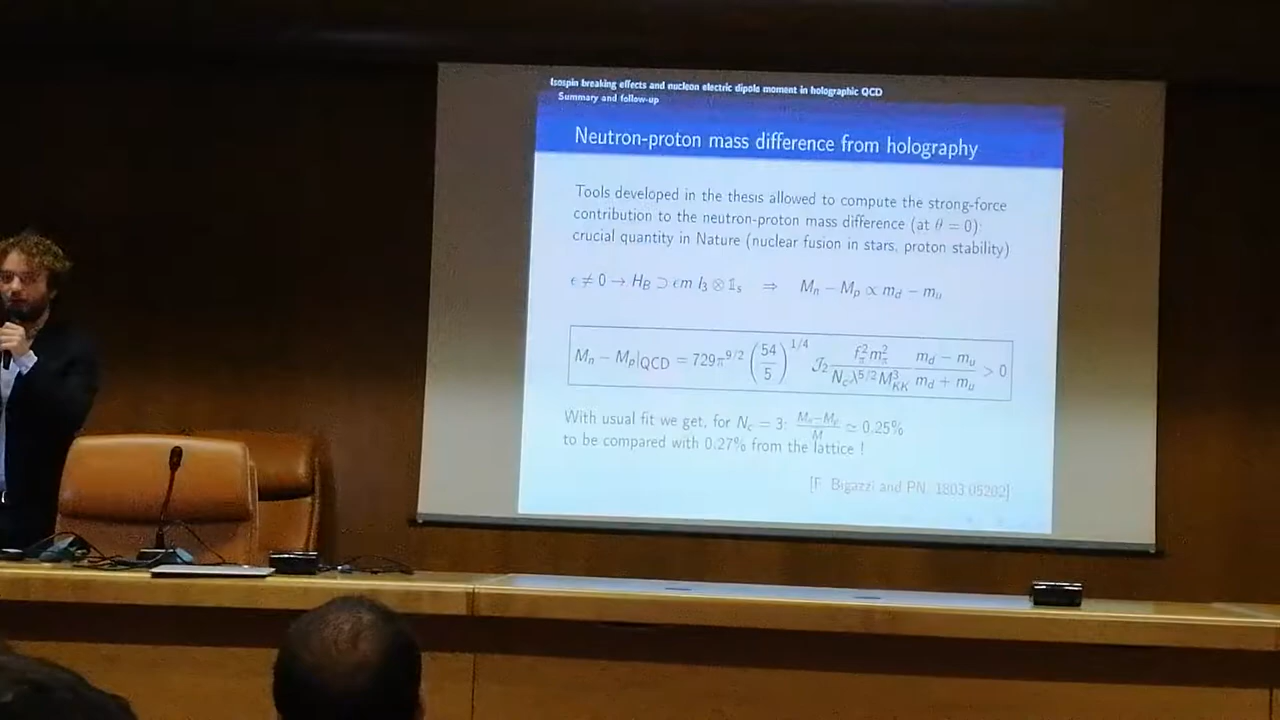 Isospin breaking effects and nucleon electric dipole moment in holographic QCD
Summary and follow-up
Neutron-proton mass difference from holography
Tools developed in the thesis allowed to compute the strong-force
contribution to the neutron-proton mass difference (at θ = 0):
crucial quantity in Nature (nuclear fusion in stars, proton stability)
ϵ ≠ 0 → H_B ⊃ ϵm I_3 ⊗ 𝟙_s ⇒ M_n − M_p ∝ m_d − m_u
M_n − M_p|_QCD = 729π^{9/2} (54/5)^{1/4} 𝒥_2 \frac{f_π^2 m_π^2}{N_c λ^{5/2} M_{KK}^3} \frac{m_d − m_u}{m_d + m_u} > 0
With usual fit we get, for N_c = 3: \frac{M_n−M_p}{M} ≃ 0.25%
to be compared with 0.27% from the lattice !
[F. Bigazzi and PN, 1803.05202]